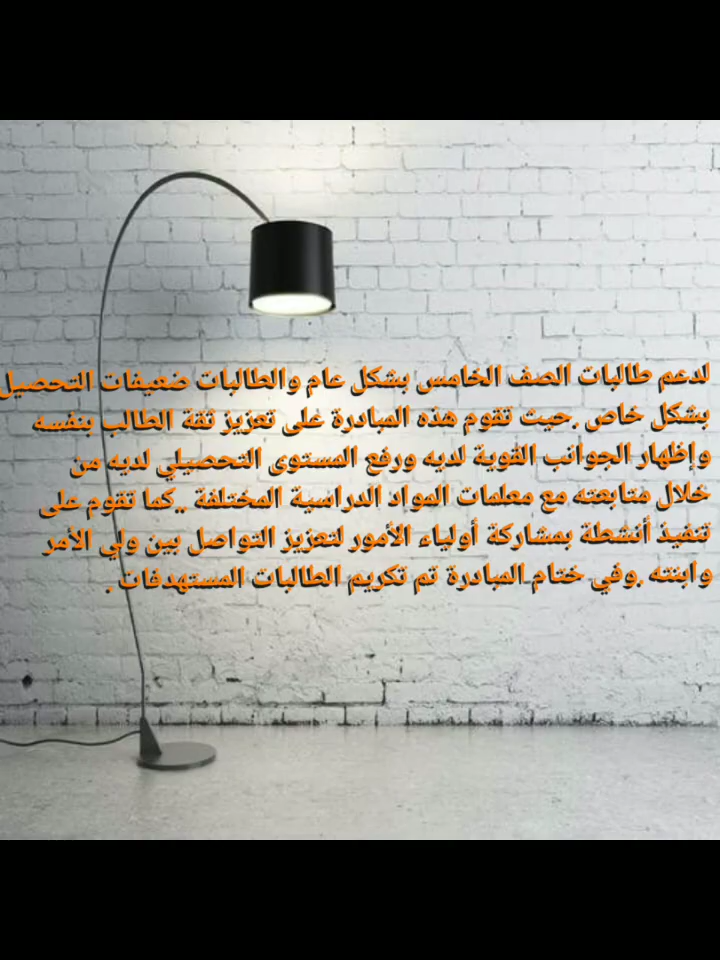 لدعم طالبات الصف الخامس بشكل عام والطالبات ضعيفات التحصيل
بشكل خاص .حيث تقوم هذه المبادرة على تعزيز ثقة الطالب بنفسه
وإظهار الجوانب القوية لديه ورفع المستوى التحصيلي لديه من
خلال متابعته مع معلمات المواد الدراسية المختلفة ..كما تقوم على
تنفيذ أنشطة بمشاركة أولياء الأمور لتعزيز التواصل بين ولي الأمر
وابنته .وفي ختام المبادرة تم تكريم الطالبات المستهدفات .